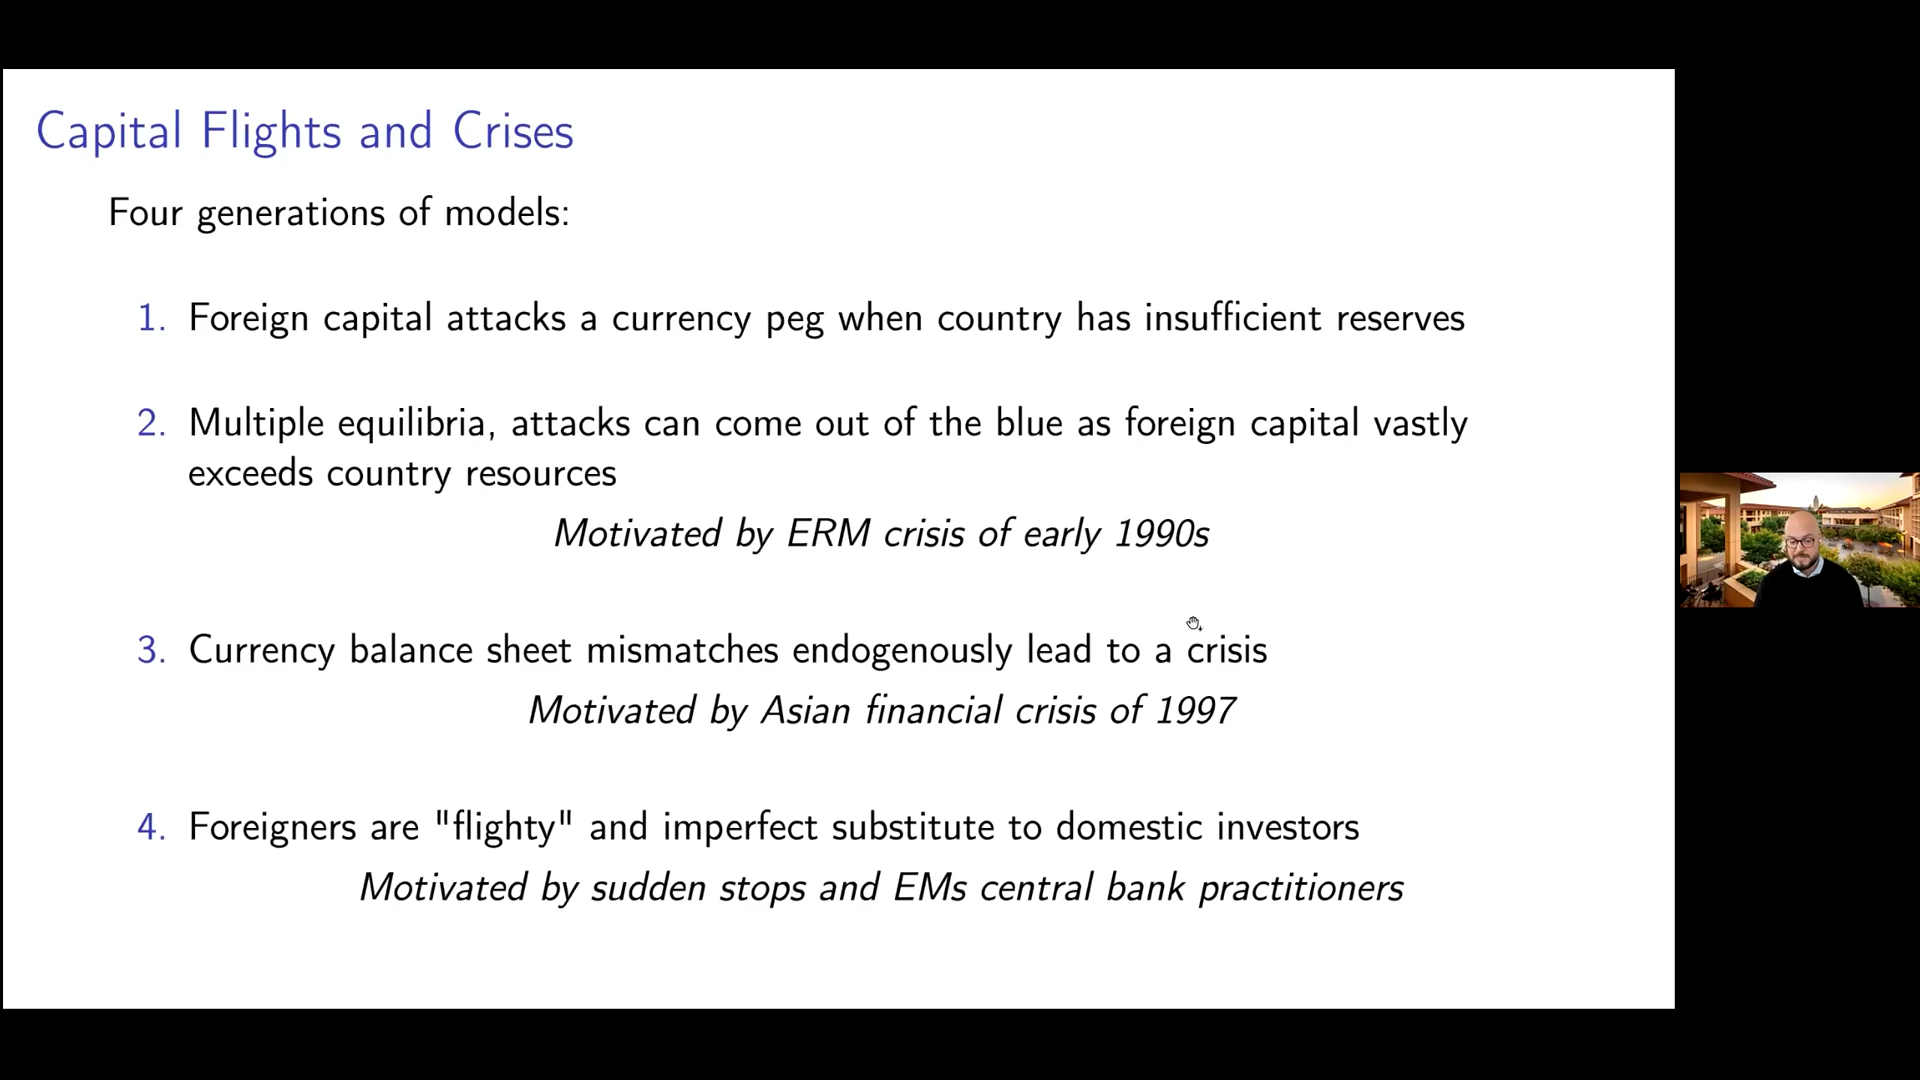 Capital Flights and Crises
Four generations of models:
1. Foreign capital attacks a currency peg when country has insufficient reserves
2. Multiple equilibria, attacks can come out of the blue as foreign capital vastly
exceeds country resources
Motivated by ERM crisis of early 1990s
3. Currency balance sheet mismatches endogenously lead to a crisis
Motivated by Asian financial crisis of 1997
4. Foreigners are "flighty" and imperfect substitute to domestic investors
Motivated by sudden stops and EMs central bank practitioners